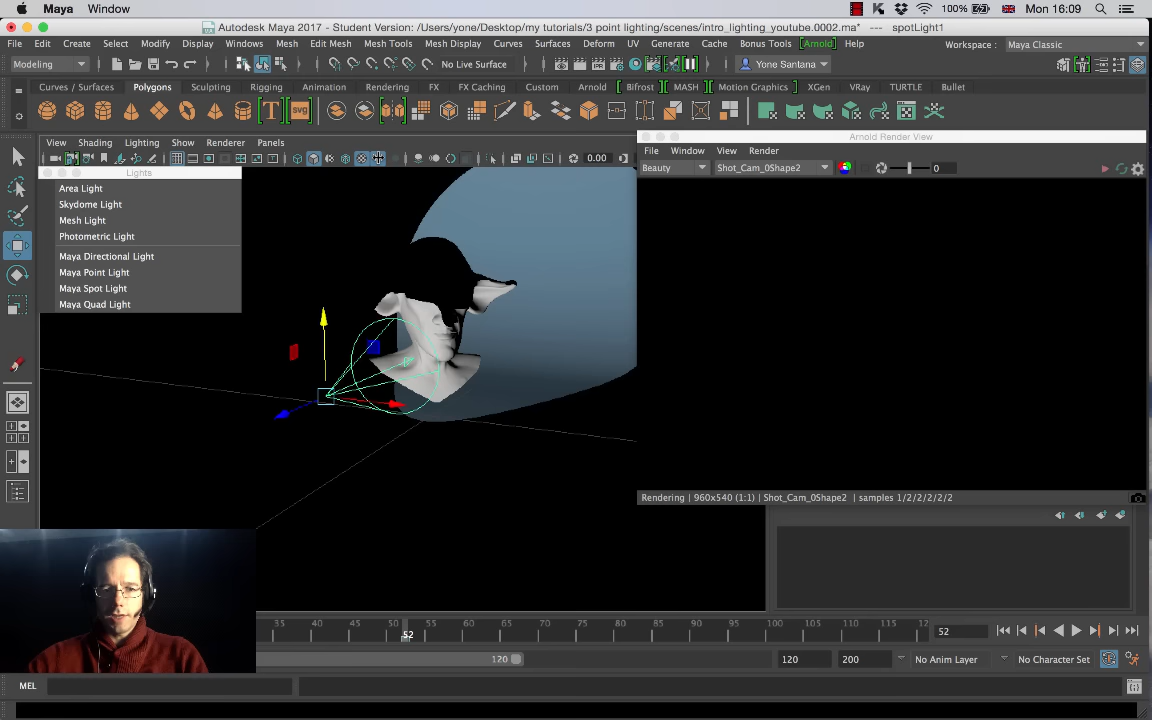 Maya Window 100% Mon 16:09
Autodesk Maya 2017 - Student Version: /Users/yone/Desktop/my tutorials/3 point lighting/scenes/intro_lighting_youtube.0002.ma* --- spotLight1
File Edit Create Select Modify Display Windows Mesh Edit Mesh Mesh Tools Mesh Display Curves Surfaces Deform UV Generate Cache Bonus Tools Arnold Help Workspace : Maya Classic
Modeling No Live Surface Yone Santana
Curves / Surfaces Polygons Sculpting Rigging Animation Rendering FX FX Caching Custom Arnold Bifrost MASH Motion Graphics XGen VRay TURTLE Bullet
T SVG
View Shading Lighting Show Renderer Panels
0.00
Lights
Area Light
Skydome Light
Mesh Light
Photometric Light
Maya Directional Light
Maya Point Light
Maya Spot Light
Maya Quad Light
Arnold Render View
File Window View Render
Beauty Shot_Cam_0Shape2 0
Rendering | 960x540 (1:1) | Shot_Cam_0Shape2 | samples 1/2/2/2/2/2
35 40 45 50 55 60 65 70 75 80 85 90 95 100 105 110 115 12
52 52
120 120 200 No Anim Layer No Character Set
MEL